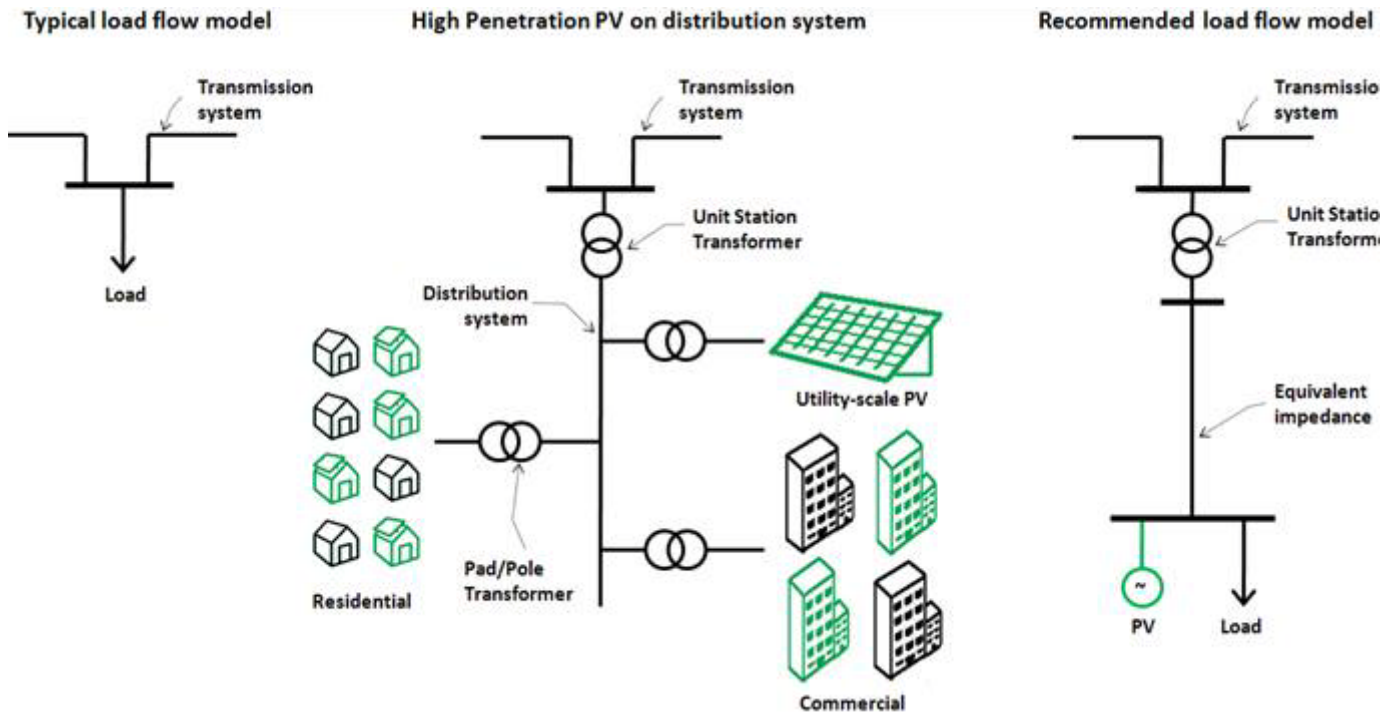 Typical load flow model
High Penetration PV on distribution system
Recommended load flow model
Transmission
system
Load
Transmission
system
Unit Station
Transformer
Distribution
system
Utility-scale PV
Pad/Pole
Transformer
Residential
Commercial
Transmissio
system
Unit Statio
Transforme
Equivalent
impedance
~
PV
Load